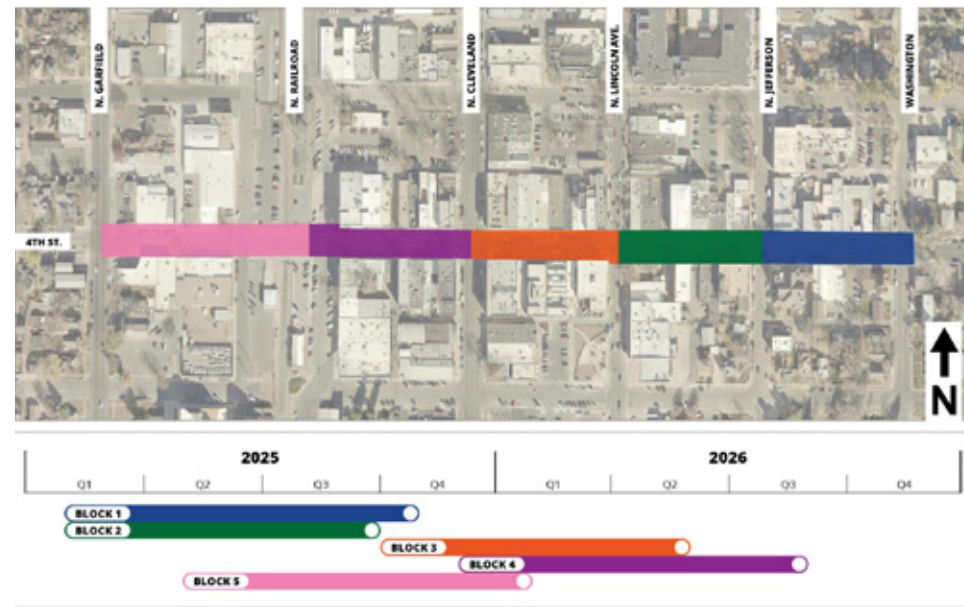 N. GARFIELD
N. RAILROAD
N. CLEVELAND
N. LINCOLN AVE.
N. JEFFERSON
WASHINGTON
4TH ST.
N
2025
2026
Q1
Q2
Q3
Q4
Q1
Q2
Q3
Q4
BLOCK 1
BLOCK 2
BLOCK 3
BLOCK 4
BLOCK 5